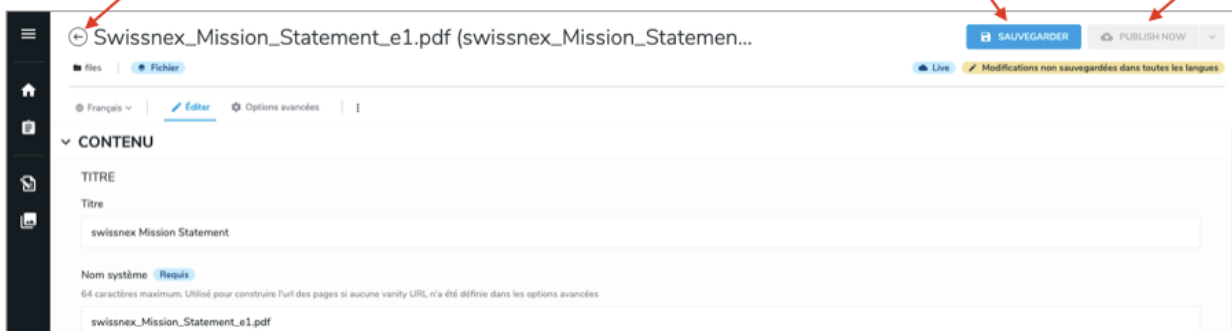 Swissnex_Mission_Statement_e1.pdf (swissnex_Mission_Statemen...
SAUVEGARDER
PUBLISH NOW
files
Fichier
Live
Modifications non sauvegardées dans toutes les langues
Français
Éditer
Options avancées
CONTENU
TITRE
Titre
swissnex Mission Statement
Nom système Requis
64 caractères maximum. Utilisé pour construire l'url des pages si aucune vanity URL n'a été définie dans les options avancées
swissnex_Mission_Statement_e1.pdf